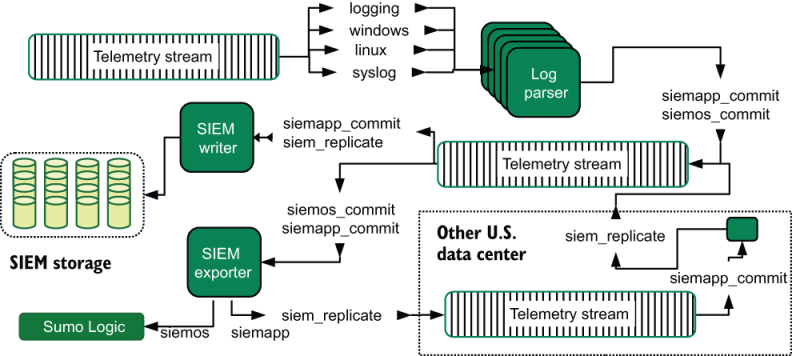 logging
windows
Telemetry stream
linux
syslog
Log
parser
siemapp_commit
siemos_commit
SIEM
writer
siemapp_commit
siem_replicate
Telemetry stream
siemos_commit
siemapp_commit
SIEM storage
SIEM
exporter
Other U.S.
data center
siem_replicate
siemapp_commit
Sumo Logic
siemos
siemapp
siem_replicate
Telemetry stream